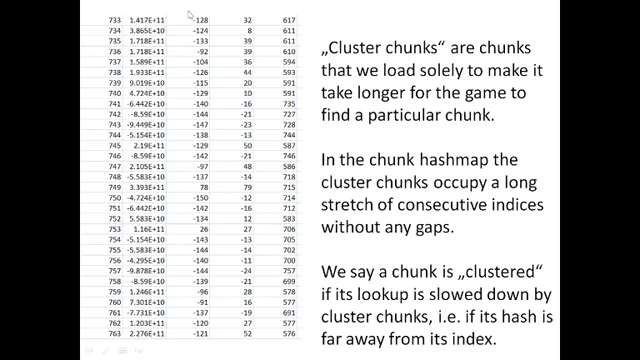 733 1.417E+11 -128 32 617
734 3.865E+10 -124 8 611
735 1.718E+11 -133 39 611
736 1.718E+11 -92 39 610
737 1.589E+11 -104 36 594
738 1.933E+11 -126 44 593
739 9.019E+10 -115 20 591
740 4.724E+10 -129 10 591
741 -6.442E+10 -140 -16 735
742 -8.59E+10 -144 -21 727
743 -9.449E+10 -147 -23 728
744 -5.154E+10 -138 -13 744
745 2.19E+11 -129 50 587
746 -8.59E+10 -142 -21 746
747 2.105E+11 -97 48 586
748 -5.583E+10 -137 -14 718
749 3.393E+11 78 79 715
750 -4.724E+10 -150 -12 714
751 -6.442E+10 -142 -16 712
752 5.583E+10 -134 12 583
753 1.16E+11 26 27 706
754 -5.154E+10 -143 -13 705
755 -5.583E+10 -144 -14 702
756 -4.295E+10 -140 -11 700
757 -9.878E+10 -144 -24 757
758 -8.59E+10 -139 -21 699
759 1.246E+11 -96 28 578
760 7.301E+10 -91 16 577
761 -7.731E+10 -137 -19 691
762 1.203E+11 -120 27 577
763 2.276E+11 -121 52 576
„Cluster chunks“ are chunks
that we load solely to make it
take longer for the game to
find a particular chunk.
In the chunk hashmap the
cluster chunks occupy a long
stretch of consecutive indices
without any gaps.
We say a chunk is „clustered“
if its lookup is slowed down by
cluster chunks, i.e. if its hash is
far away from its index.